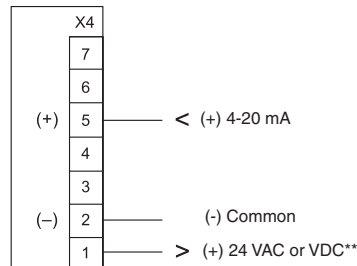 X4
7
6
(+) 5 < (+) 4-20 mA
4
3
(–) 2 (-) Common
1 > (+) 24 VAC or VDC**